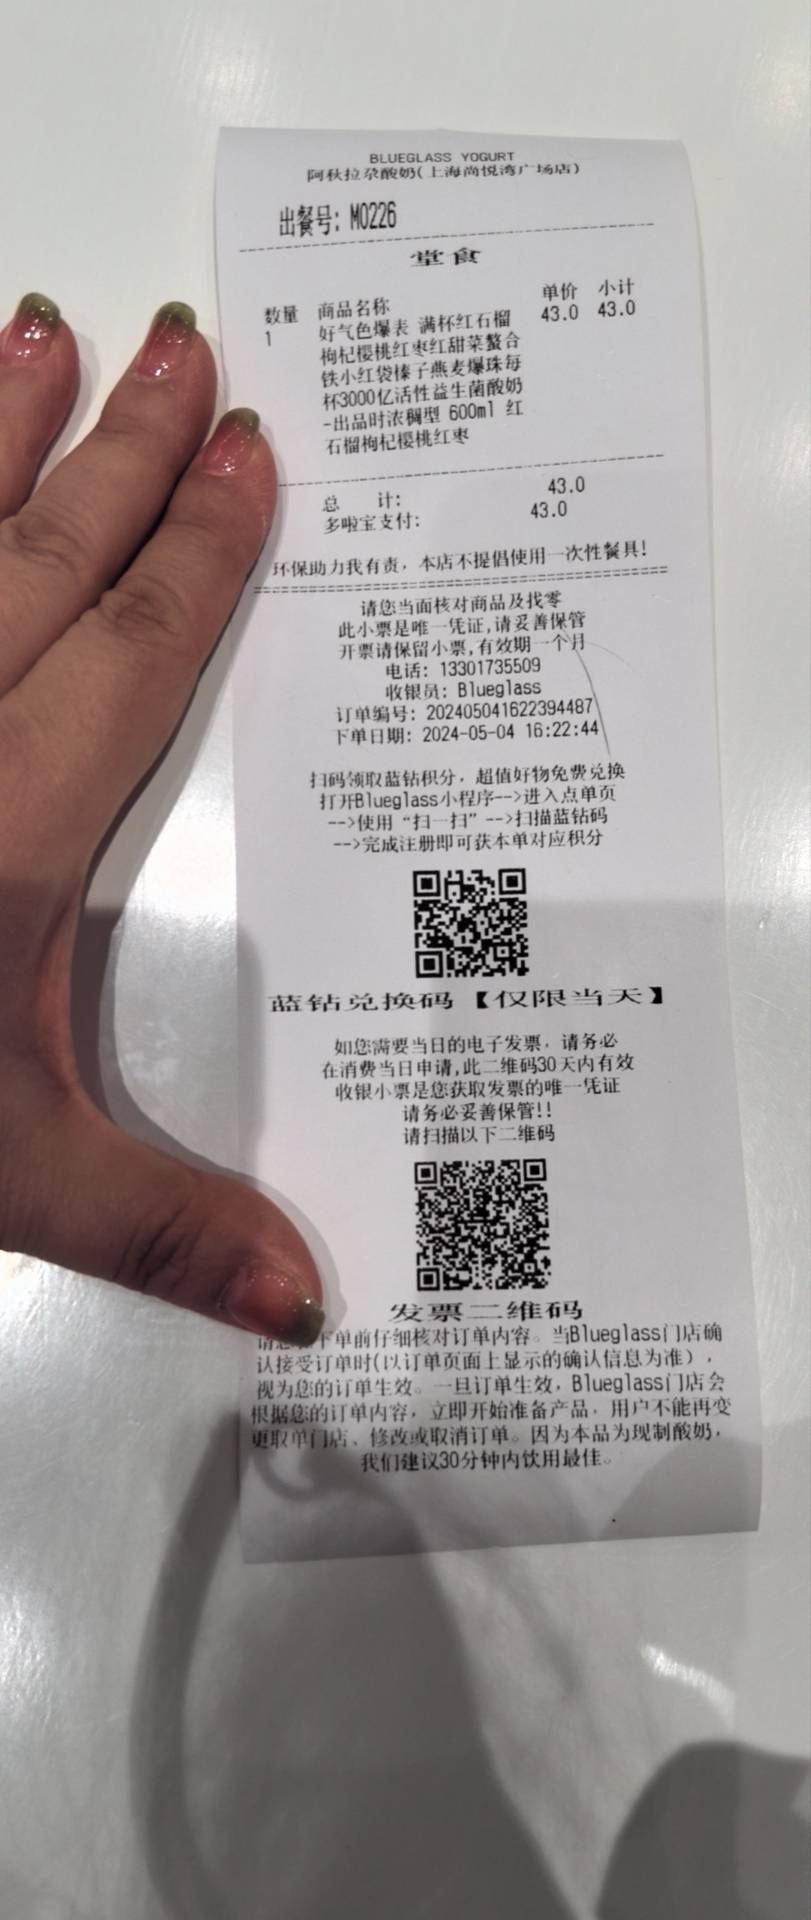 BLUEGLASS YOGURT
阿秋拉尕酸奶(上海尚悦湾广场店)
出餐号: M0226
堂食
数量 商品名称 单价 小计
1 好气色爆表 满杯红石榴 43.0 43.0
枸杞樱桃红枣红甜菜螯合
铁小红袋榛子燕麦爆珠每
杯3000亿活性益生菌酸奶
-出品时浓稠型 600ml 红
石榴枸杞樱桃红枣
总 计: 43.0
多啦宝支付: 43.0
环保助力我有责，本店不提倡使用一次性餐具!
请您当面核对商品及找零
此小票是唯一凭证,请妥善保管
开票请保留小票,有效期一个月
电话: 13301735509
收银员: Blueglass
订单编号: 202405041622394487
下单日期: 2024-05-04 16:22:44
扫码领取蓝钻积分，超值好物免费兑换
打开Blueglass小程序-->进入点单页
-->使用“扫一扫”-->扫描蓝钻码
-->完成注册即可获本单对应积分
蓝钻兑换码【仅限当天】
如您需要当日的电子发票，请务必
在消费当日申请,此二维码30天内有效
收银小票是您获取发票的唯一凭证
请务必妥善保管!!
请扫描以下二维码
发票二维码
请您 下单前仔细核对订单内容。当Blueglass门店确
认接受订单时(以订单页面上显示的确认信息为准)，
视为您的订单生效。一旦订单生效，Blueglass门店会
根据您的订单内容，立即开始准备产品，用户不能再变
更取单门店、修改或取消订单。因为本品为现制酸奶，
我们建议30分钟内饮用最佳。